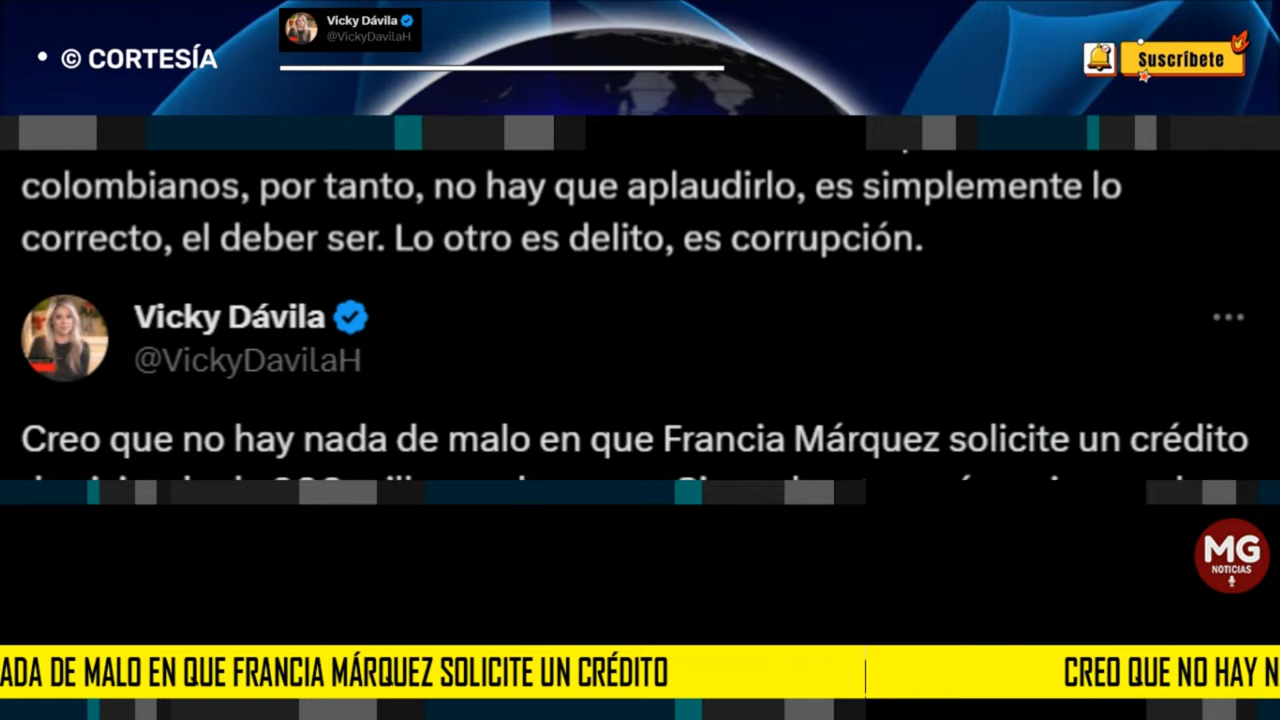 • © CORTESÍA
Vicky Dávila
@VickyDavilaH
Suscríbete
colombianos, por tanto, no hay que aplaudirlo, es simplemente lo
correcto, el deber ser. Lo otro es delito, es corrupción.
Vicky Dávila
@VickyDavilaH
Creo que no hay nada de malo en que Francia Márquez solicite un crédito
MG
NOTICIAS
ADA DE MALO EN QUE FRANCIA MÁRQUEZ SOLICITE UN CRÉDITO
CREO QUE NO HAY N